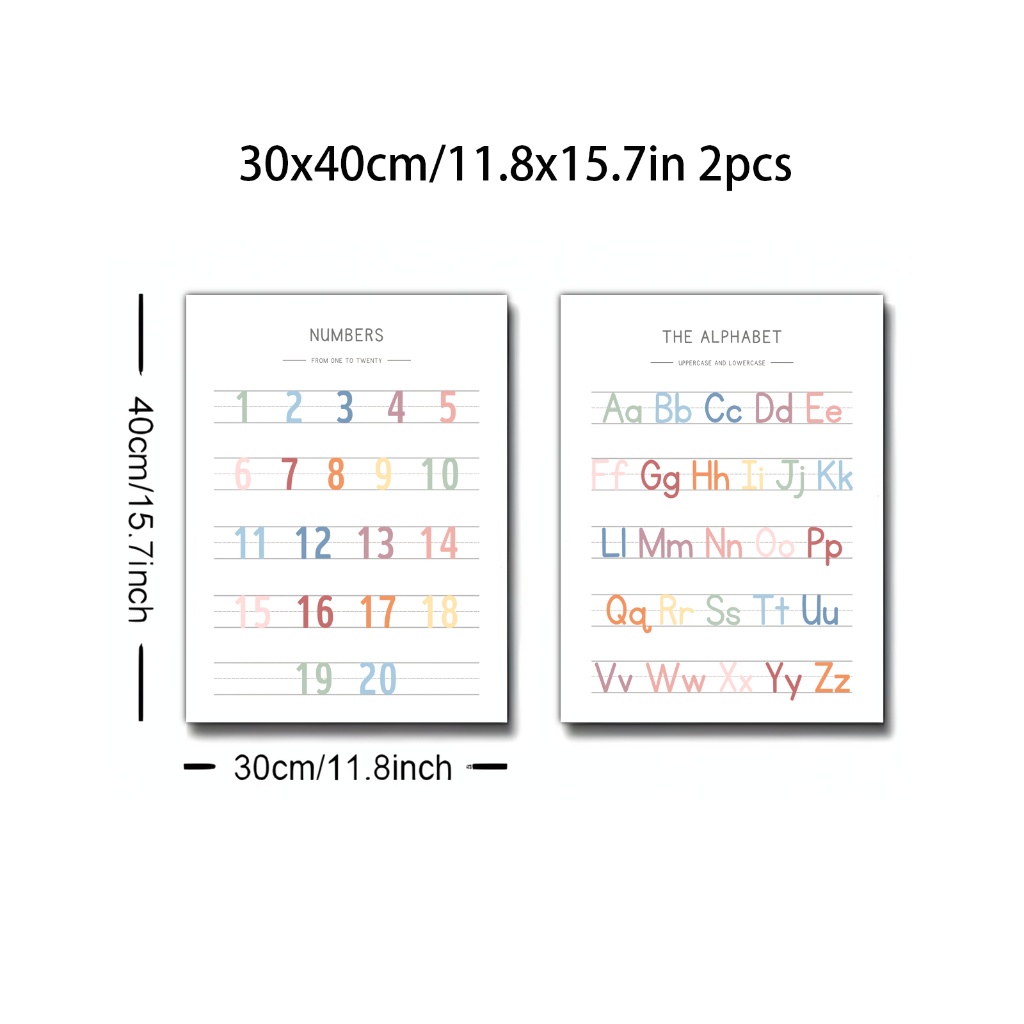 30x40cm/11.8x15.7in 2pcs
40cm/15.7inch
NUMBERS
FROM ONE TO TWENTY
1 2 3 4 5
6 7 8 9 10
11 12 13 14
15 16 17 18
19 20
THE ALPHABET
UPPERCASE AND LOWERCASE
Aa Bb Cc Dd Ee
Ff Gg Hh Ii Jj Kk
Ll Mm Nn Oo Pp
Qq Rr Ss Tt Uu
Vv Ww Xx Yy Zz
30cm/11.8inch